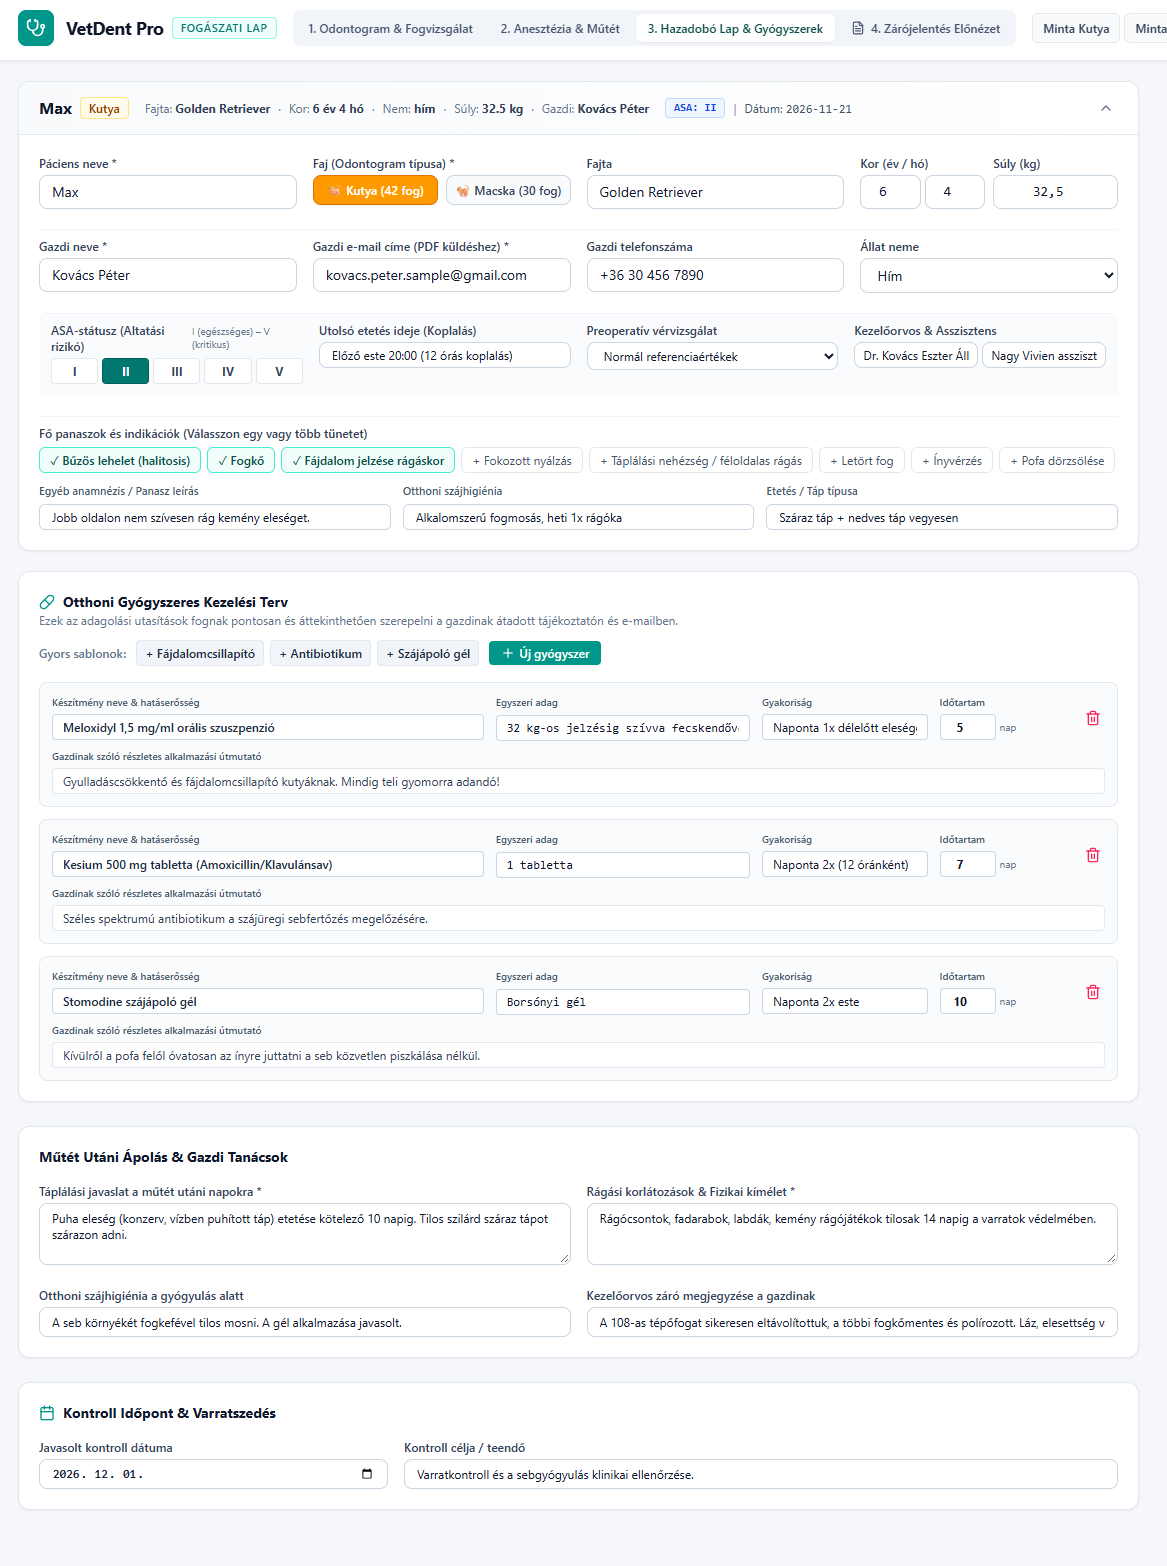 VetDent Pro
FOGÁSZATI LAP
1. Odontogram & Fogvizsgálat
2. Anesztézia & Műtét
3. Hazadobó Lap & Gyógyszerek
4. Zárójelentés Előnézet
Minta Kutya
Minta
Max Kutya Fajta: Golden Retriever · Kor: 6 év 4 hó · Nem: hím · Súly: 32.5 kg · Gazdi: Kovács Péter ASA: II | Dátum: 2026-11-21
Páciens neve *
Faj (Odontogram típusa) *
Fajta
Kor (év / hó)
Súly (kg)
Max
Kutya (42 fog)
Macska (30 fog)
Golden Retriever
6
4
32,5
Gazdi neve *
Gazdi e-mail címe (PDF küldéshez) *
Gazdi telefonszáma
Állat neme
Kovács Péter
kovacs.peter.sample@gmail.com
+36 30 456 7890
Hím
ASA-státusz (Altatási rizikó)
I (egészséges) – V (kritikus)
I
II
III
IV
V
Utolsó etetés ideje (Koplalás)
Előző este 20:00 (12 órás koplalás)
Preoperatív vérvizsgálat
Normál referenciaértékek
Kezelőorvos & Asszisztens
Dr. Kovács Eszter Áll
Nagy Vivien assziszt
Fő panaszok és indikációk (Válasszon egy vagy több tünetet)
✓ Bűzös lehelet (halitosis)
✓ Fogkő
✓ Fájdalom jelzése rágáskor
+ Fokozott nyálzás
+ Táplálási nehézség / féloldalas rágás
+ Letört fog
+ Ínyvérzés
+ Pofa dörzsölése
Egyéb anamnézis / Panasz leírás
Otthoni szájhigiénia
Etetés / Táp típusa
Jobb oldalon nem szívesen rág kemény eleséget.
Alkalomszerű fogmosás, heti 1x rágóka
Száraz táp + nedves táp vegyesen
Otthoni Gyógyszeres Kezelési Terv
Ezek az adagolási utasítások fognak pontosan és áttekinthetően szerepelni a gazdinak átadott tájékoztatón és e-mailben.
Gyors sablonok:
+ Fájdalomcsillapító
+ Antibiotikum
+ Szájápoló gél
+ Új gyógyszer
Készítmény neve & hatáserősség
Egyszeri adag
Gyakoriság
Időtartam
Meloxidyl 1,5 mg/ml orális szuszpenzió
32 kg-os jelzésig szívva fecskendőv
Naponta 1x délelőtt eleség
5
nap
Gazdinak szóló részletes alkalmazási útmutató
Gyulladáscsökkentő és fájdalomcsillapító kutyáknak. Mindig teli gyomorra adandó!
Készítmény neve & hatáserősség
Egyszeri adag
Gyakoriság
Időtartam
Kesium 500 mg tabletta (Amoxicillin/Klavulánsav)
1 tabletta
Naponta 2x (12 óránként)
7
nap
Gazdinak szóló részletes alkalmazási útmutató
Széles spektrumú antibiotikum a szájüregi sebfertőzés megelőzésére.
Készítmény neve & hatáserősség
Egyszeri adag
Gyakoriság
Időtartam
Stomodine szájápoló gél
Borsónyi gél
Naponta 2x este
10
nap
Gazdinak szóló részletes alkalmazási útmutató
Kívülről a pofa felől óvatosan az ínyre juttatni a seb közvetlen piszkálása nélkül.
Műtét Utáni Ápolás & Gazdi Tanácsok
Táplálási javaslat a műtét utáni napokra *
Rágási korlátozások & Fizikai kímélet *
Puha eleség (konzerv, vízben puhított táp) etetése kötelező 10 napig. Tilos szilárd száraz tápot
szárazon adni.
Rágócsontok, fadarabok, labdák, kemény rágójátékok tilosak 14 napig a varratok védelmében.
Otthoni szájhigiénia a gyógyulás alatt
Kezelőorvos záró megjegyzése a gazdinak
A seb környékét fogkefével tilos mosni. A gél alkalmazása javasolt.
A 108-as tépőfogat sikeresen eltávolítottuk, a többi fogkőmentes és polírozott. Láz, elesettség v
Kontroll Időpont & Varratszedés
Javasolt kontroll dátuma
Kontroll célja / teendő
2026. 12. 01.
Varratkontroll és a sebgyógyulás klinikai ellenőrzése.